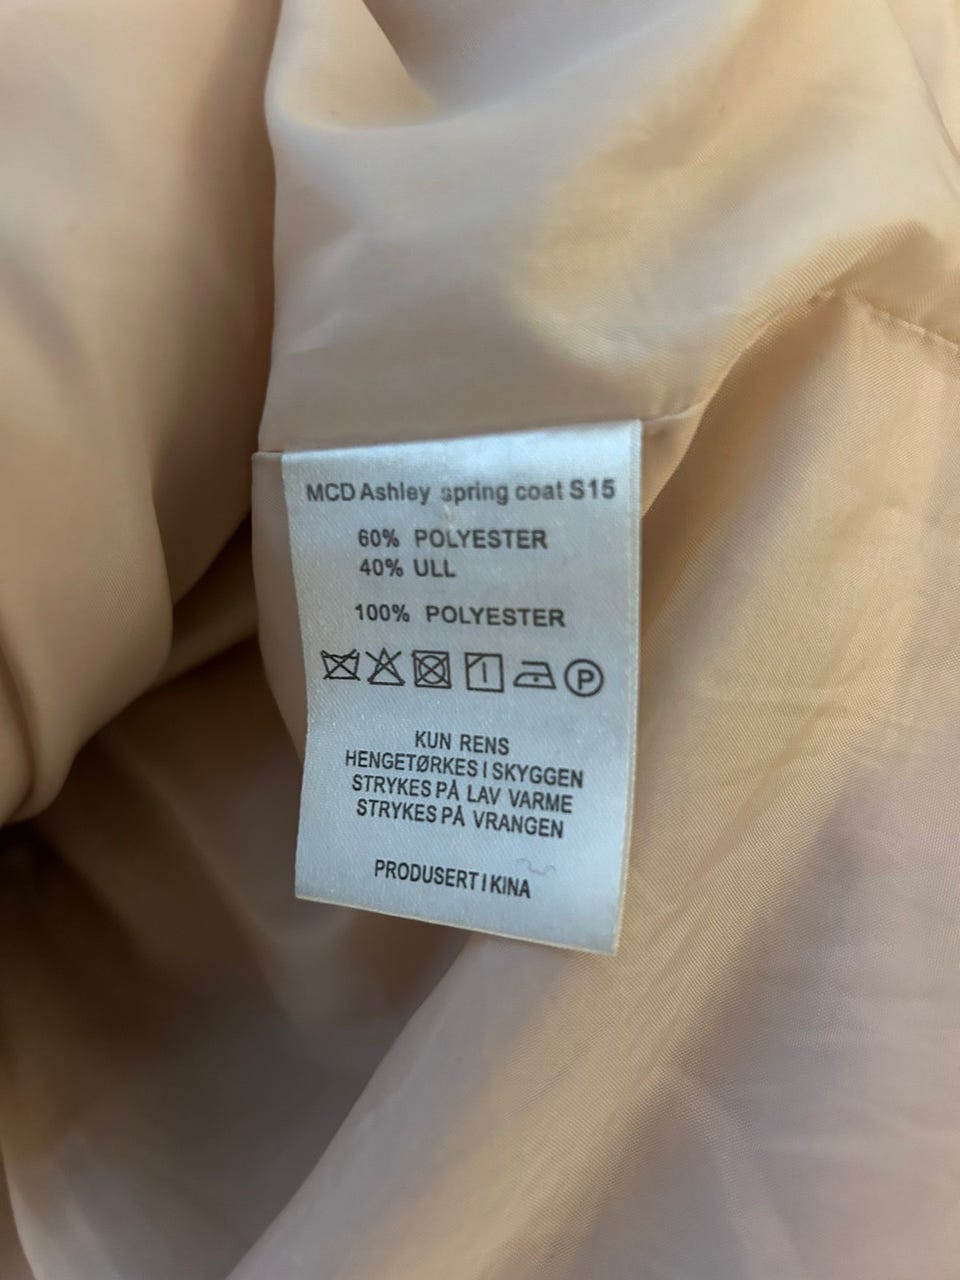 MCD Ashley spring coat S15
60% POLYESTER
40% ULL
100% POLYESTER
P
KUN RENS
HENGETØRKES I SKYGGEN
STRYKES PÅ LAV VARME
STRYKES PÅ VRANGEN
PRODUSERT I KINA